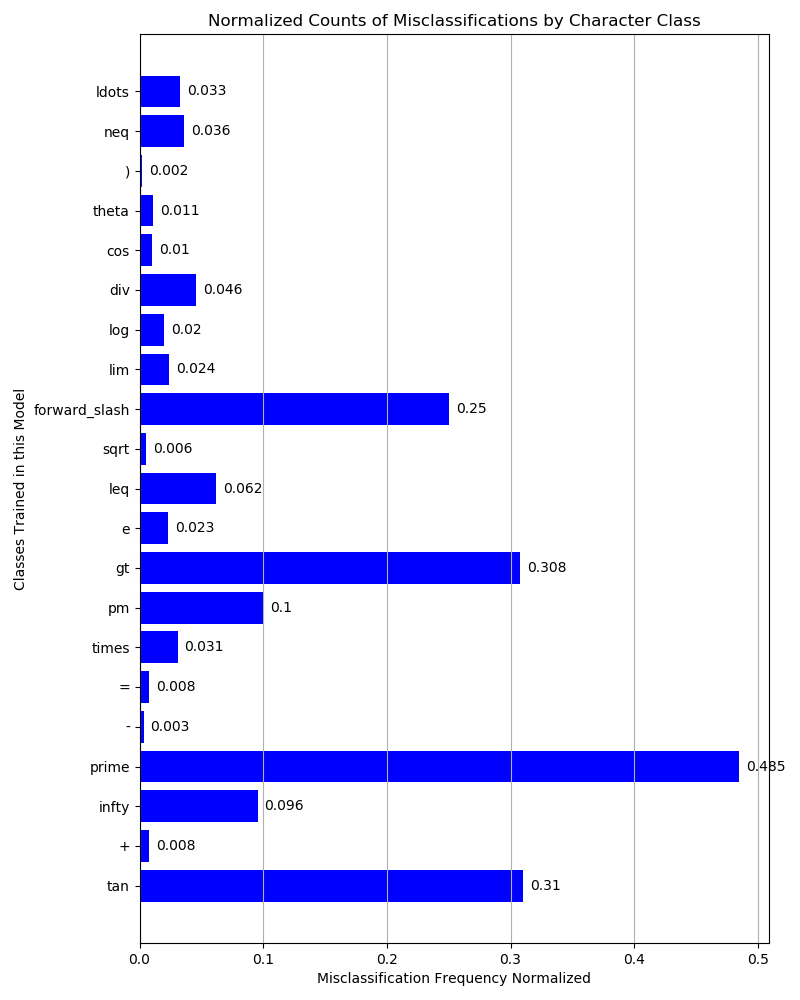 Normalized Counts of Misclassifications by Character Class
ldots 0.033
neq 0.036
) 0.002
theta 0.011
cos 0.01
div 0.046
log 0.02
lim 0.024
forward_slash 0.25
sqrt 0.006
leq 0.062
e 0.023
gt 0.308
pm 0.1
times 0.031
= 0.008
- 0.003
prime 0.485
infty 0.096
+ 0.008
tan 0.31
Classes Trained in this Model
0.0 0.1 0.2 0.3 0.4 0.5
Misclassification Frequency Normalized